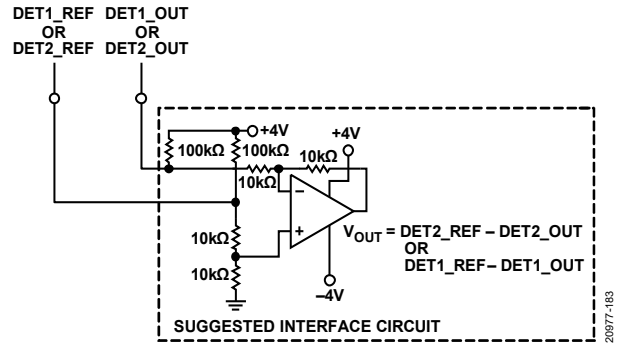 DET1_REF DET1_OUT
OR OR
DET2_REF DET2_OUT
+4V
+4V
100kΩ
100kΩ
10kΩ
10kΩ
−
+
10kΩ
10kΩ
VOUT = DET2_REF – DET2_OUT
OR
DET1_REF – DET1_OUT
−4V
SUGGESTED INTERFACE CIRCUIT
20977-183